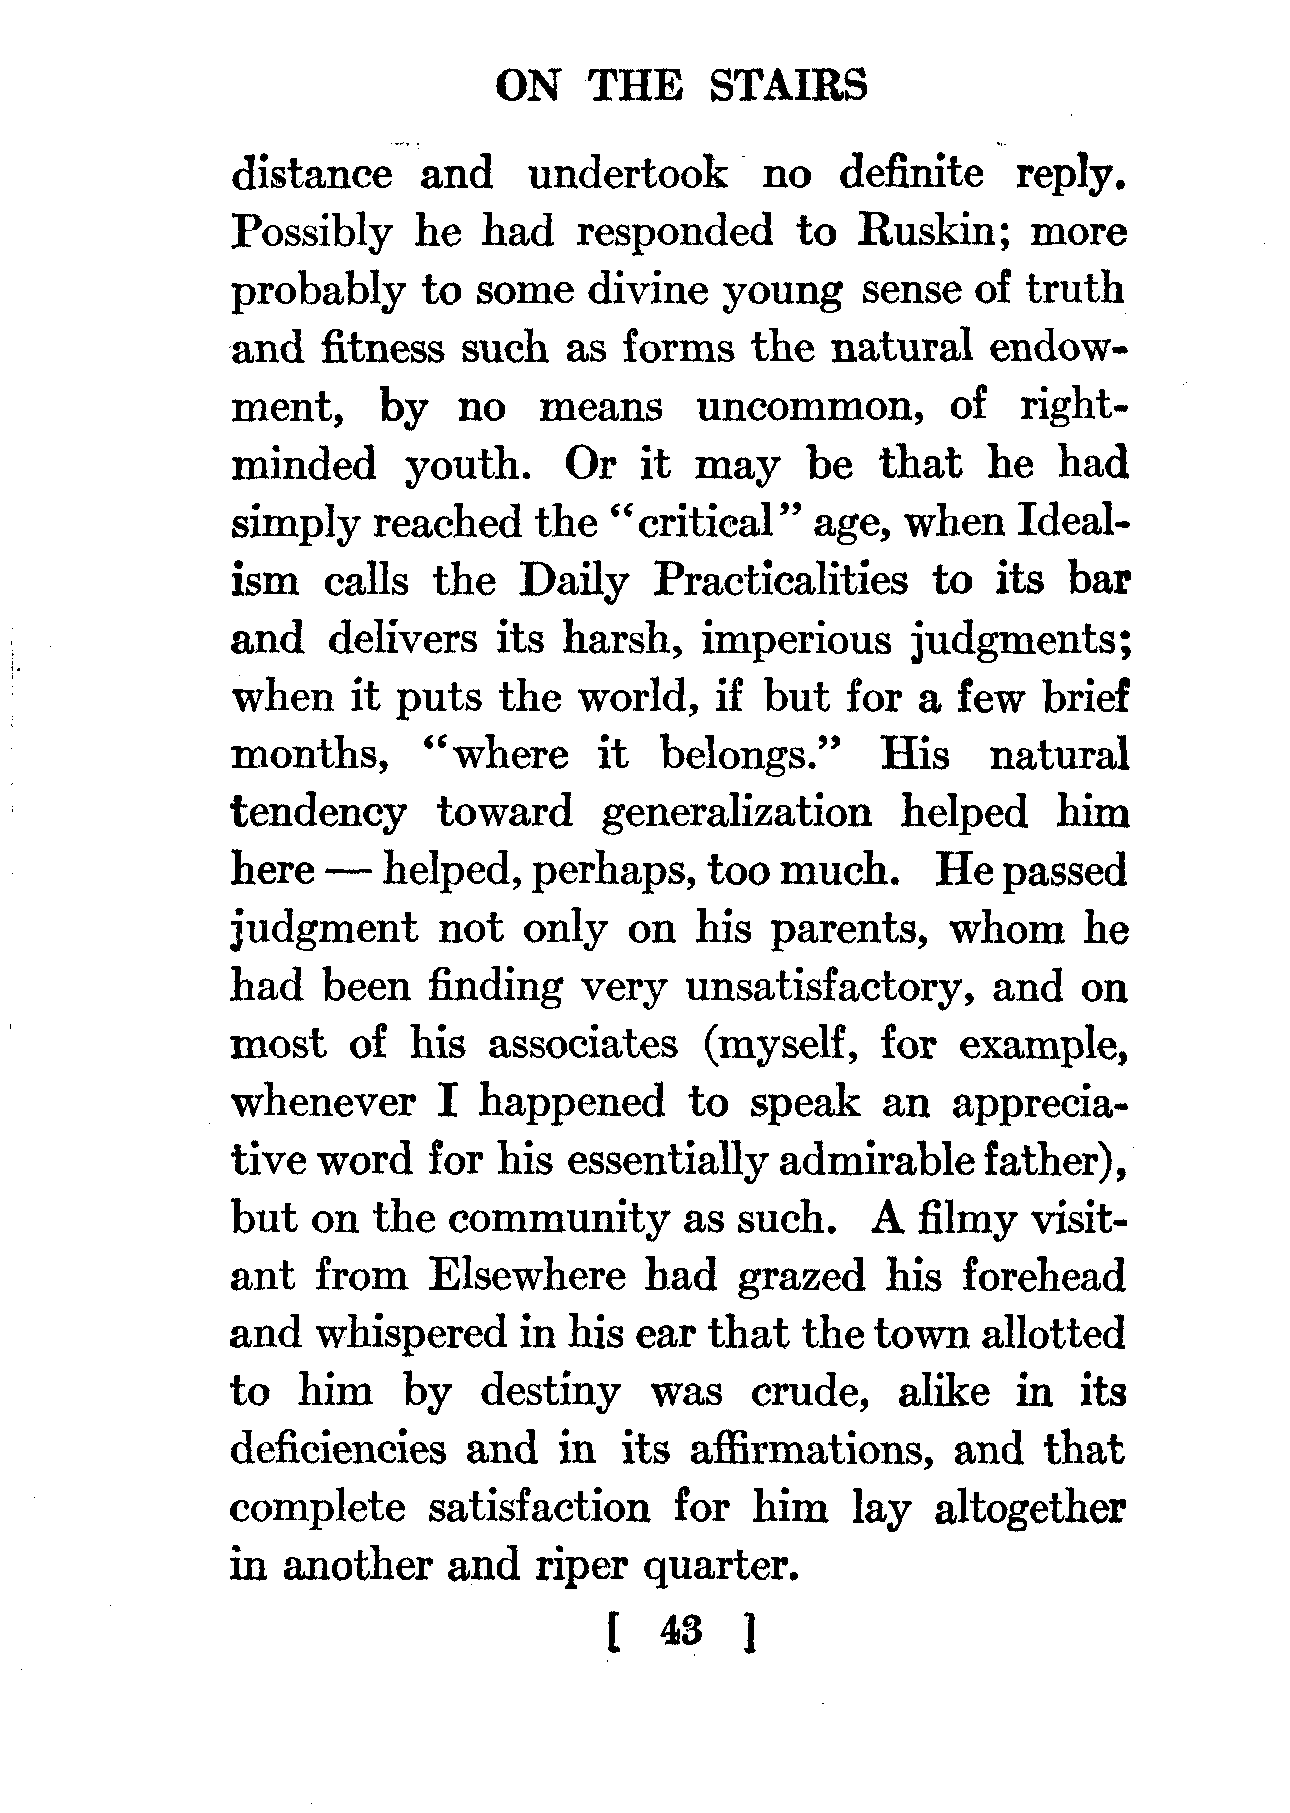 ON THE STAIRS
distance and undertook no definite reply.
Possibly he had responded to Ruskin; more
probably to some divine young sense of truth
and fitness such as forms the natural endow-
ment, by no means uncommon, of right-
minded youth. Or it may be that he had
simply reached the "critical" age, when Ideal-
ism calls the Daily Practicalities to its bar
and delivers its harsh, imperious judgments;
when it puts the world, if but for a few brief
months, "where it belongs." His natural
tendency toward generalization helped him
here — helped, perhaps, too much. He passed
judgment not only on his parents, whom he
had been finding very unsatisfactory, and on
most of his associates (myself, for example,
whenever I happened to speak an apprecia-
tive word for his essentially admirable father),
but on the community as such. A filmy visit-
ant from Elsewhere had grazed his forehead
and whispered in his ear that the town allotted
to him by destiny was crude, alike in its
deficiencies and in its affirmations, and that
complete satisfaction for him lay altogether
in another and riper quarter.
[ 43 ]